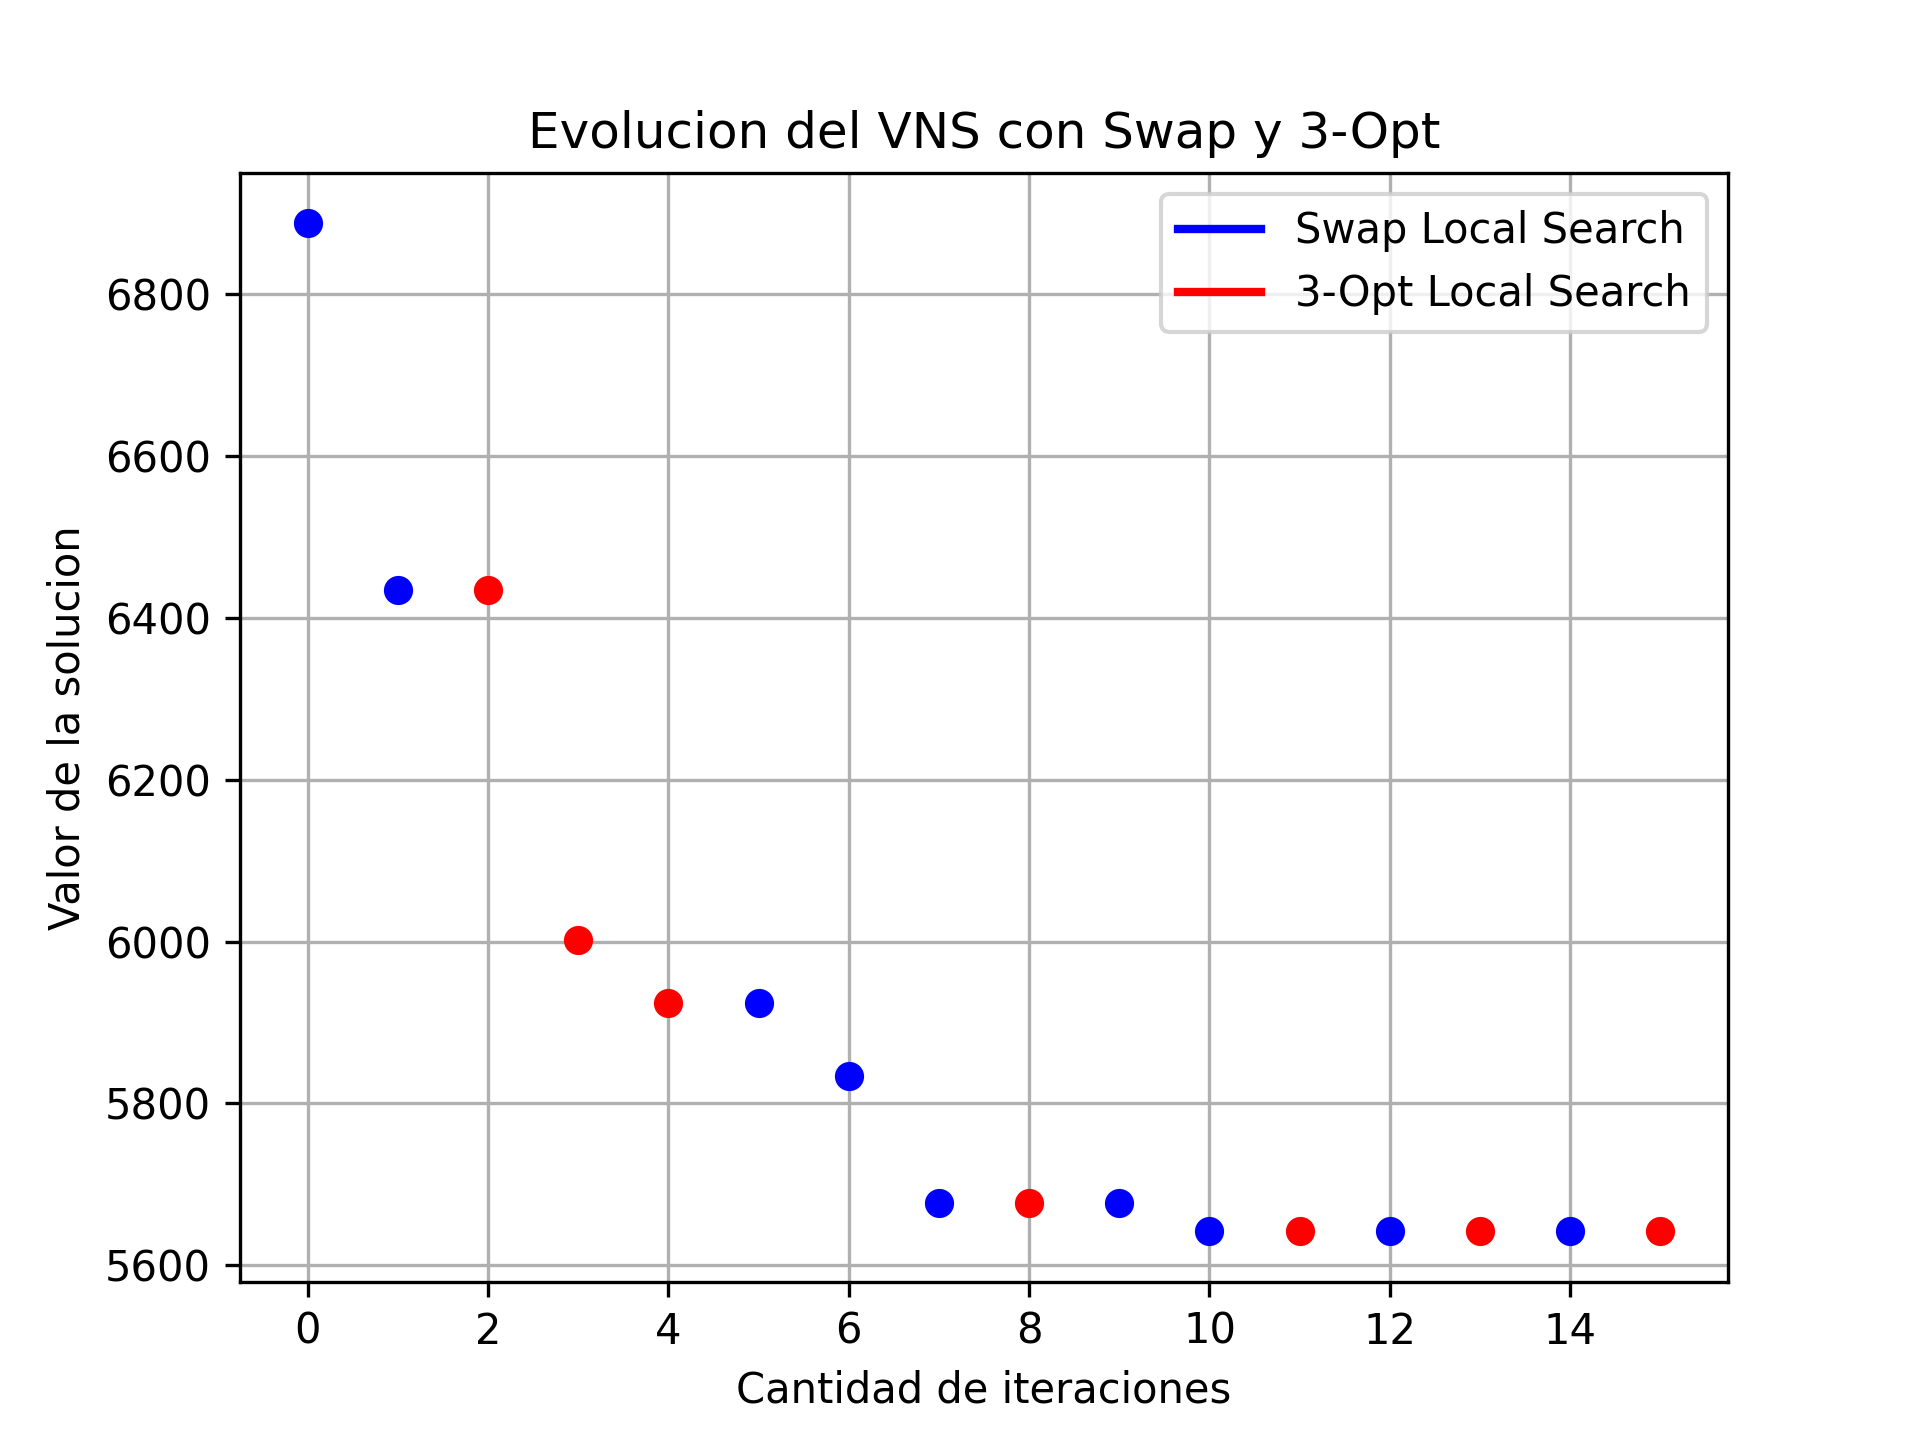 Evolucion del VNS con Swap y 3-Opt
Swap Local Search
3-Opt Local Search
Valor de la solucion
6800
6600
6400
6200
6000
5800
5600
0 2 4 6 8 10 12 14
Cantidad de iteraciones